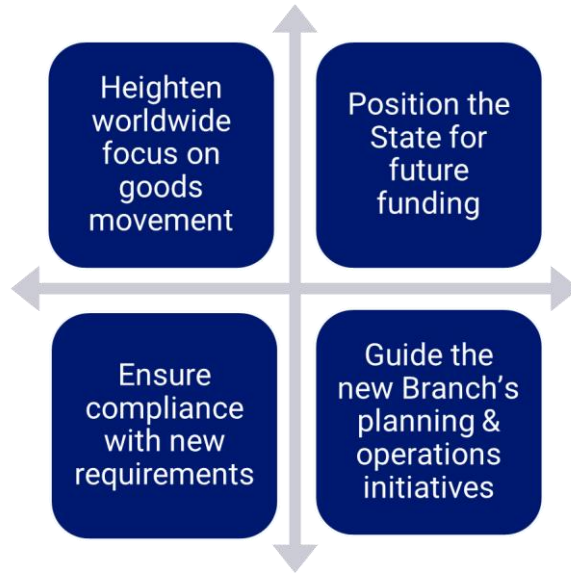 Heighten
worldwide
focus on
goods
movement
Position the
State for
future
funding
Ensure
compliance
with new
requirements
Guide the
new Branch’s
planning &
operations
initiatives